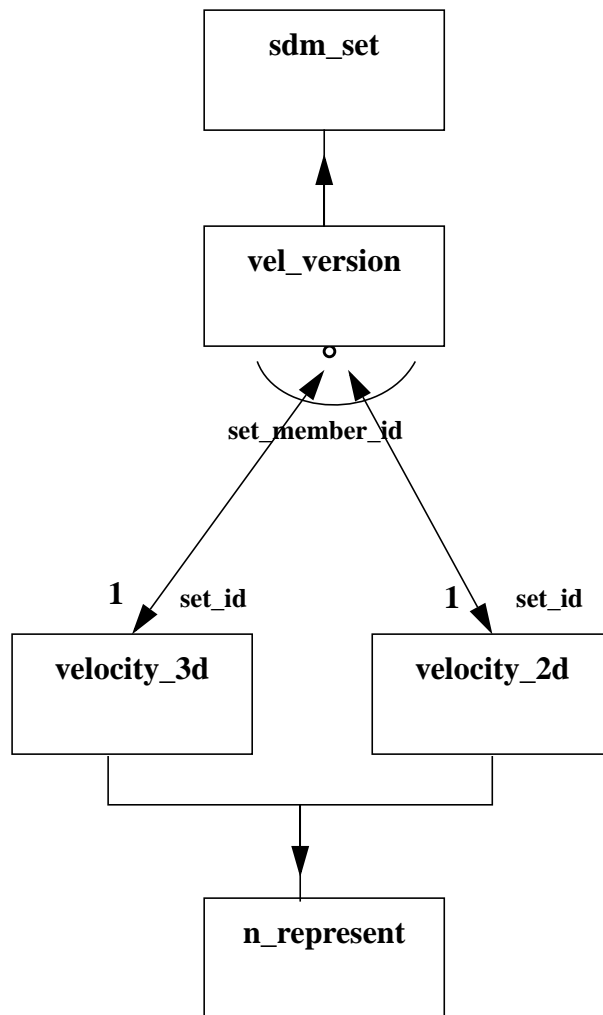 sdm_set
vel_version
set_member_id
1 set_id 1 set_id
velocity_3d velocity_2d
n_represent